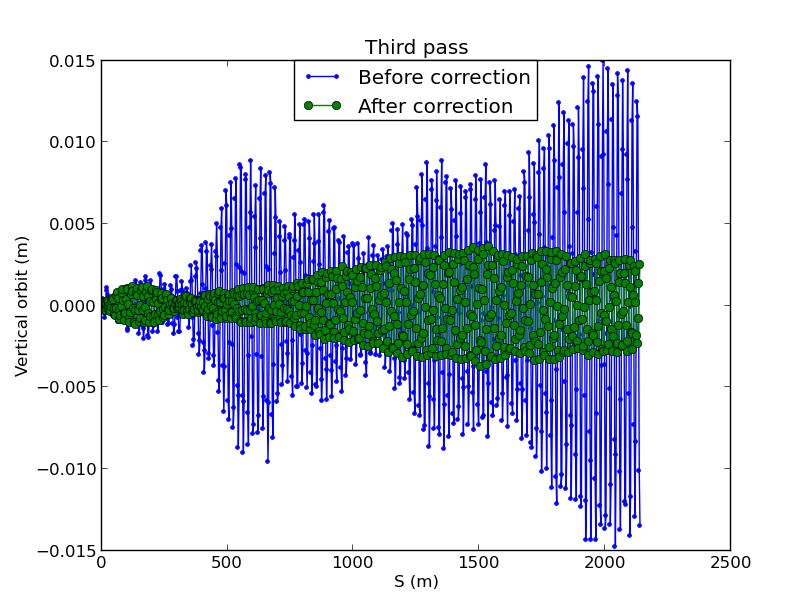 Third pass
Before correction
After correction
0.015
0.010
0.005
0.000
−0.005
−0.010
−0.015
Vertical orbit (m)
0
500
1000
1500
2000
2500
S (m)